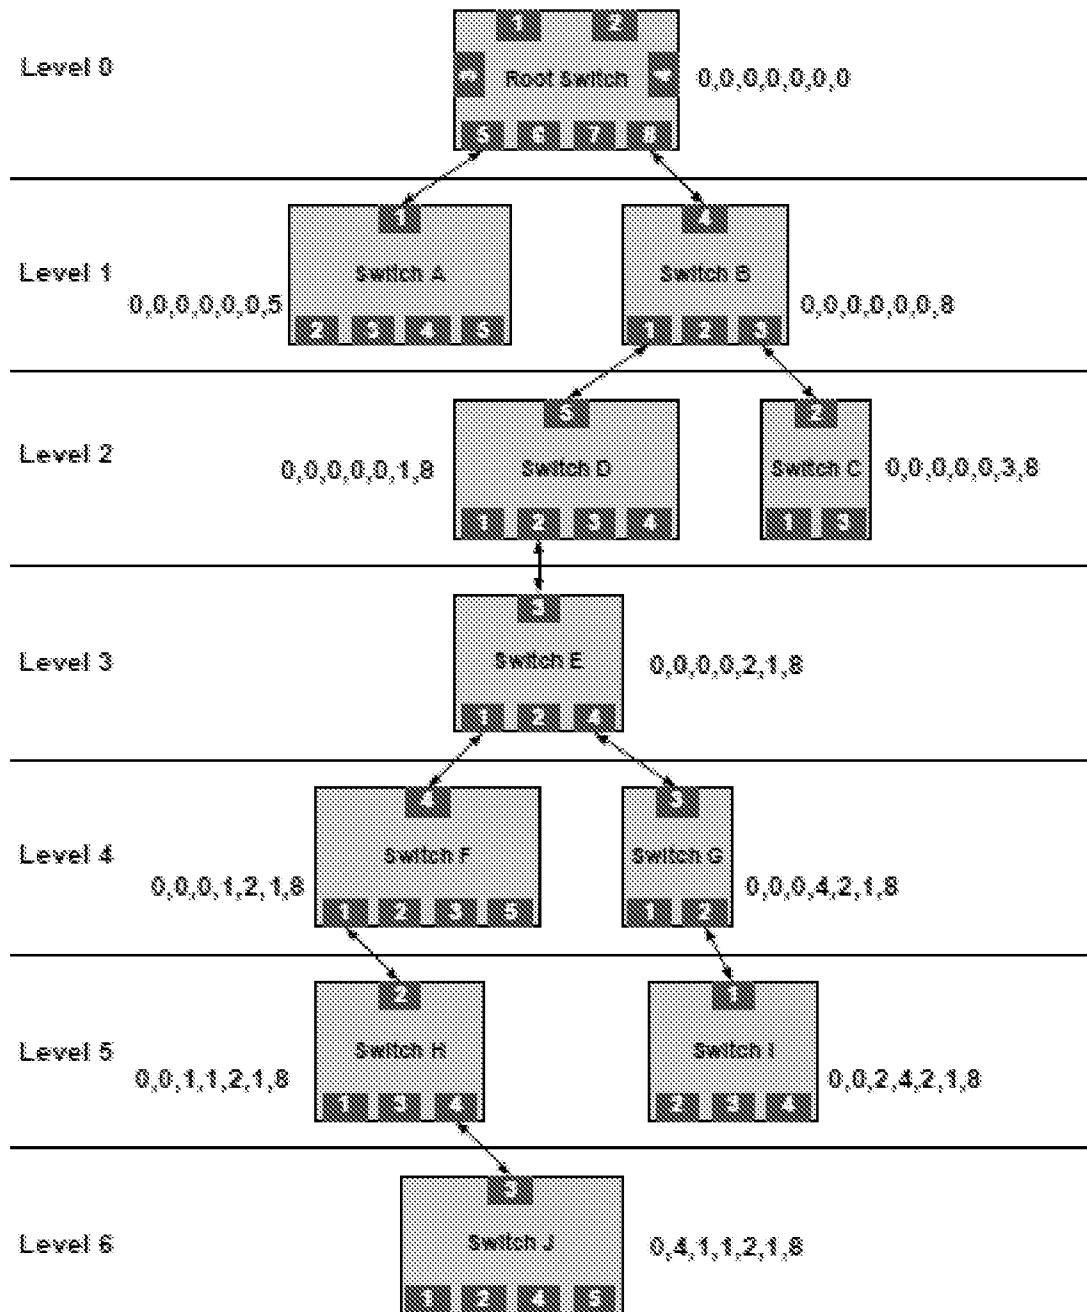 1 2
Level 0
Root Switch
0,0,0,0,0,0,0
5 6 7 8
1 4
Level 1
Switch A
Switch B
0,0,0,0,0,0,5
0,0,0,0,0,0,8
2 3 4 5
1 2 3
5 2
Level 2
0,0,0,0,0,1,8
Switch D
Switch C
0,0,0,0,0,3,8
1 2 3 4
1 3
3
Level 3
Switch E
0,0,0,0,2,1,8
1 2 4
4 3
Level 4
Switch F
Switch G
0,0,0,1,2,1,8
0,0,0,4,2,1,8
1 2 3 5
1 2
2 1
Level 5
Switch H
Switch I
0,0,1,1,2,1,8
0,0,2,4,2,1,8
1 3 4
2 3 4
3
Level 6
Switch J
0,4,1,1,2,1,8
1 2 4 5